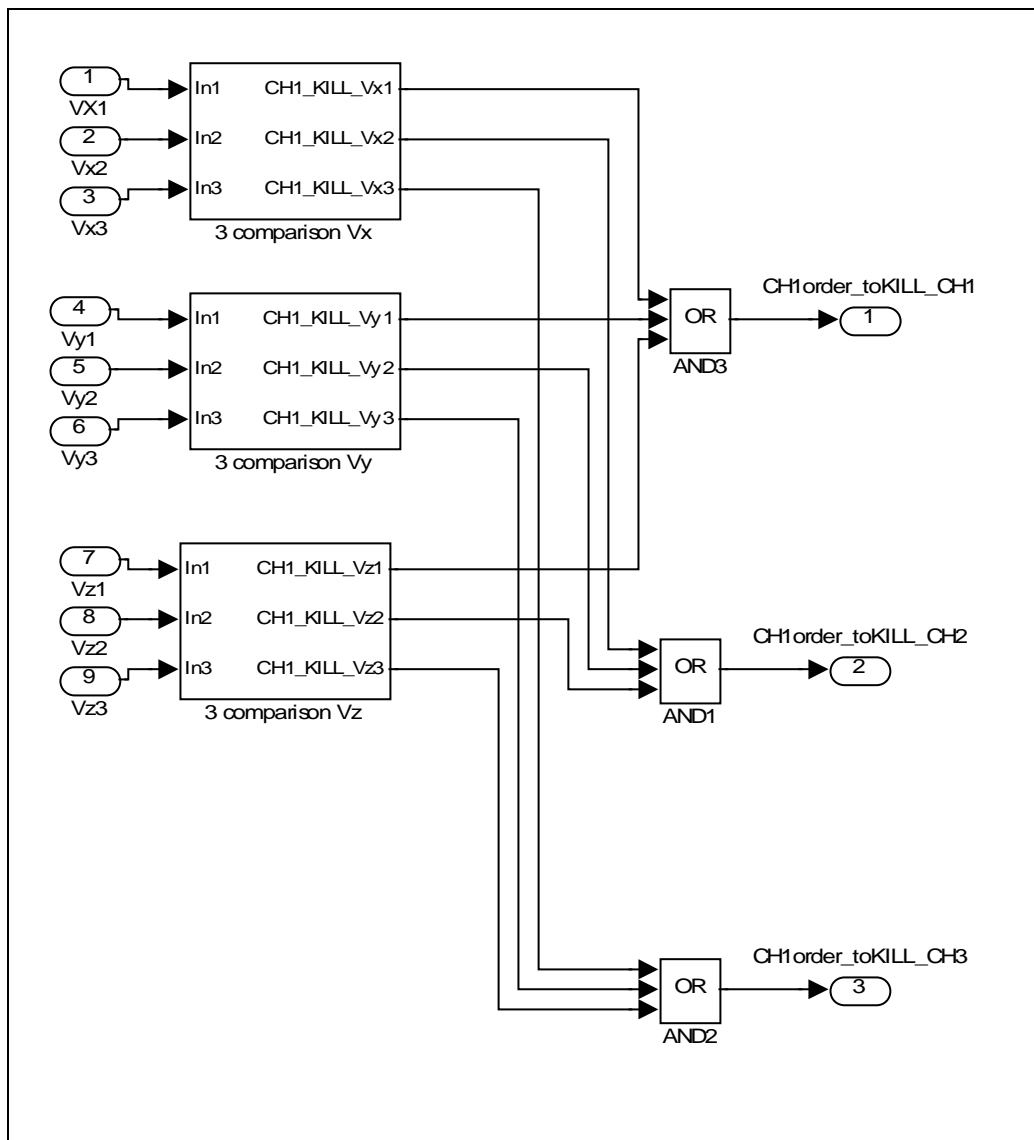 1
VX1
2
Vx2
3
Vx3
In1
In2
In3
CH1_KILL_Vx1
CH1_KILL_Vx2
CH1_KILL_Vx3
3 comparison Vx
4
Vy1
5
Vy2
6
Vy3
In1
In2
In3
CH1_KILL_Vy1
CH1_KILL_Vy2
CH1_KILL_Vy3
3 comparison Vy
7
Vz1
8
Vz2
9
Vz3
In1
In2
In3
CH1_KILL_Vz1
CH1_KILL_Vz2
CH1_KILL_Vz3
3 comparison Vz
OR
AND3
CH1order_toKILL_CH1
1
OR
AND1
CH1order_toKILL_CH2
2
OR
AND2
CH1order_toKILL_CH3
3